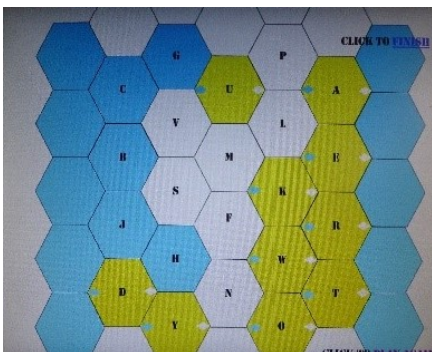 CLICK TO FINISH
G P
C U A
V L
B M E
S K
J F R
H W
D N T
Y O